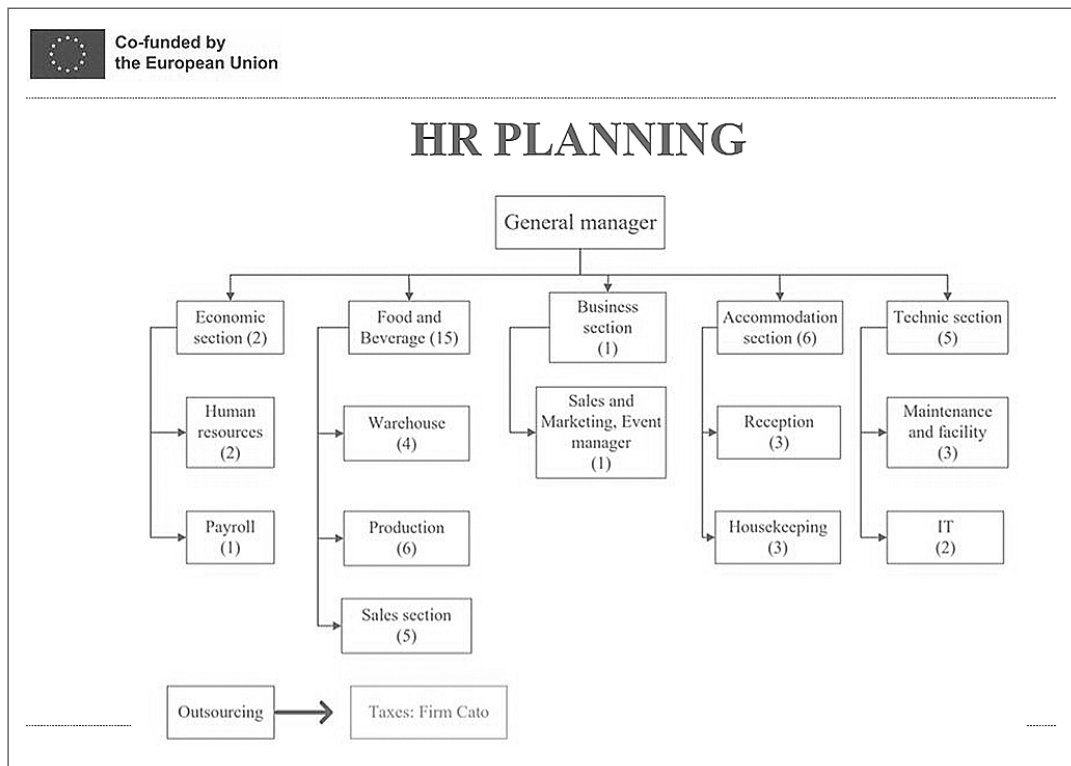 Co-funded by
the European Union
HR PLANNING
General manager
Economic
section (2)
Food and
Beverage (15)
Business
section
(1)
Accommodation
section (6)
Technic section
(5)
Human
resources
(2)
Warehouse
(4)
Sales and
Marketing, Event
manager
(1)
Reception
(3)
Maintenance
and facility
(3)
Payroll
(1)
Production
(6)
Housekeeping
(3)
IT
(2)
Sales section
(5)
Outsourcing
Taxes: Firm Cato